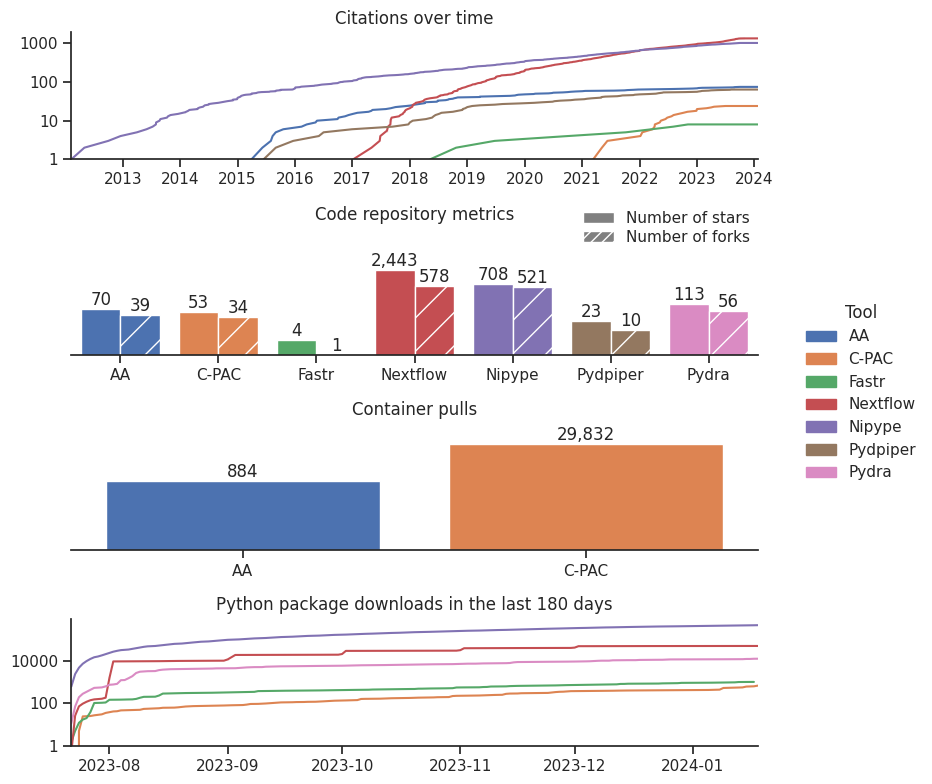 Citations over time
1000
100
10
1
2013 2014 2015 2016 2017 2018 2019 2020 2021 2022 2023 2024
Code repository metrics
Number of stars
Number of forks
70 39 53 34 4 1 2,443 578 708 521 23 10 113 56
AA C-PAC Fastr Nextflow Nipype Pydpiper Pydra
Tool
AA
C-PAC
Fastr
Nextflow
Nipype
Pydpiper
Pydra
Container pulls
884 29,832
AA C-PAC
Python package downloads in the last 180 days
10000
100
1
2023-08 2023-09 2023-10 2023-11 2023-12 2024-01